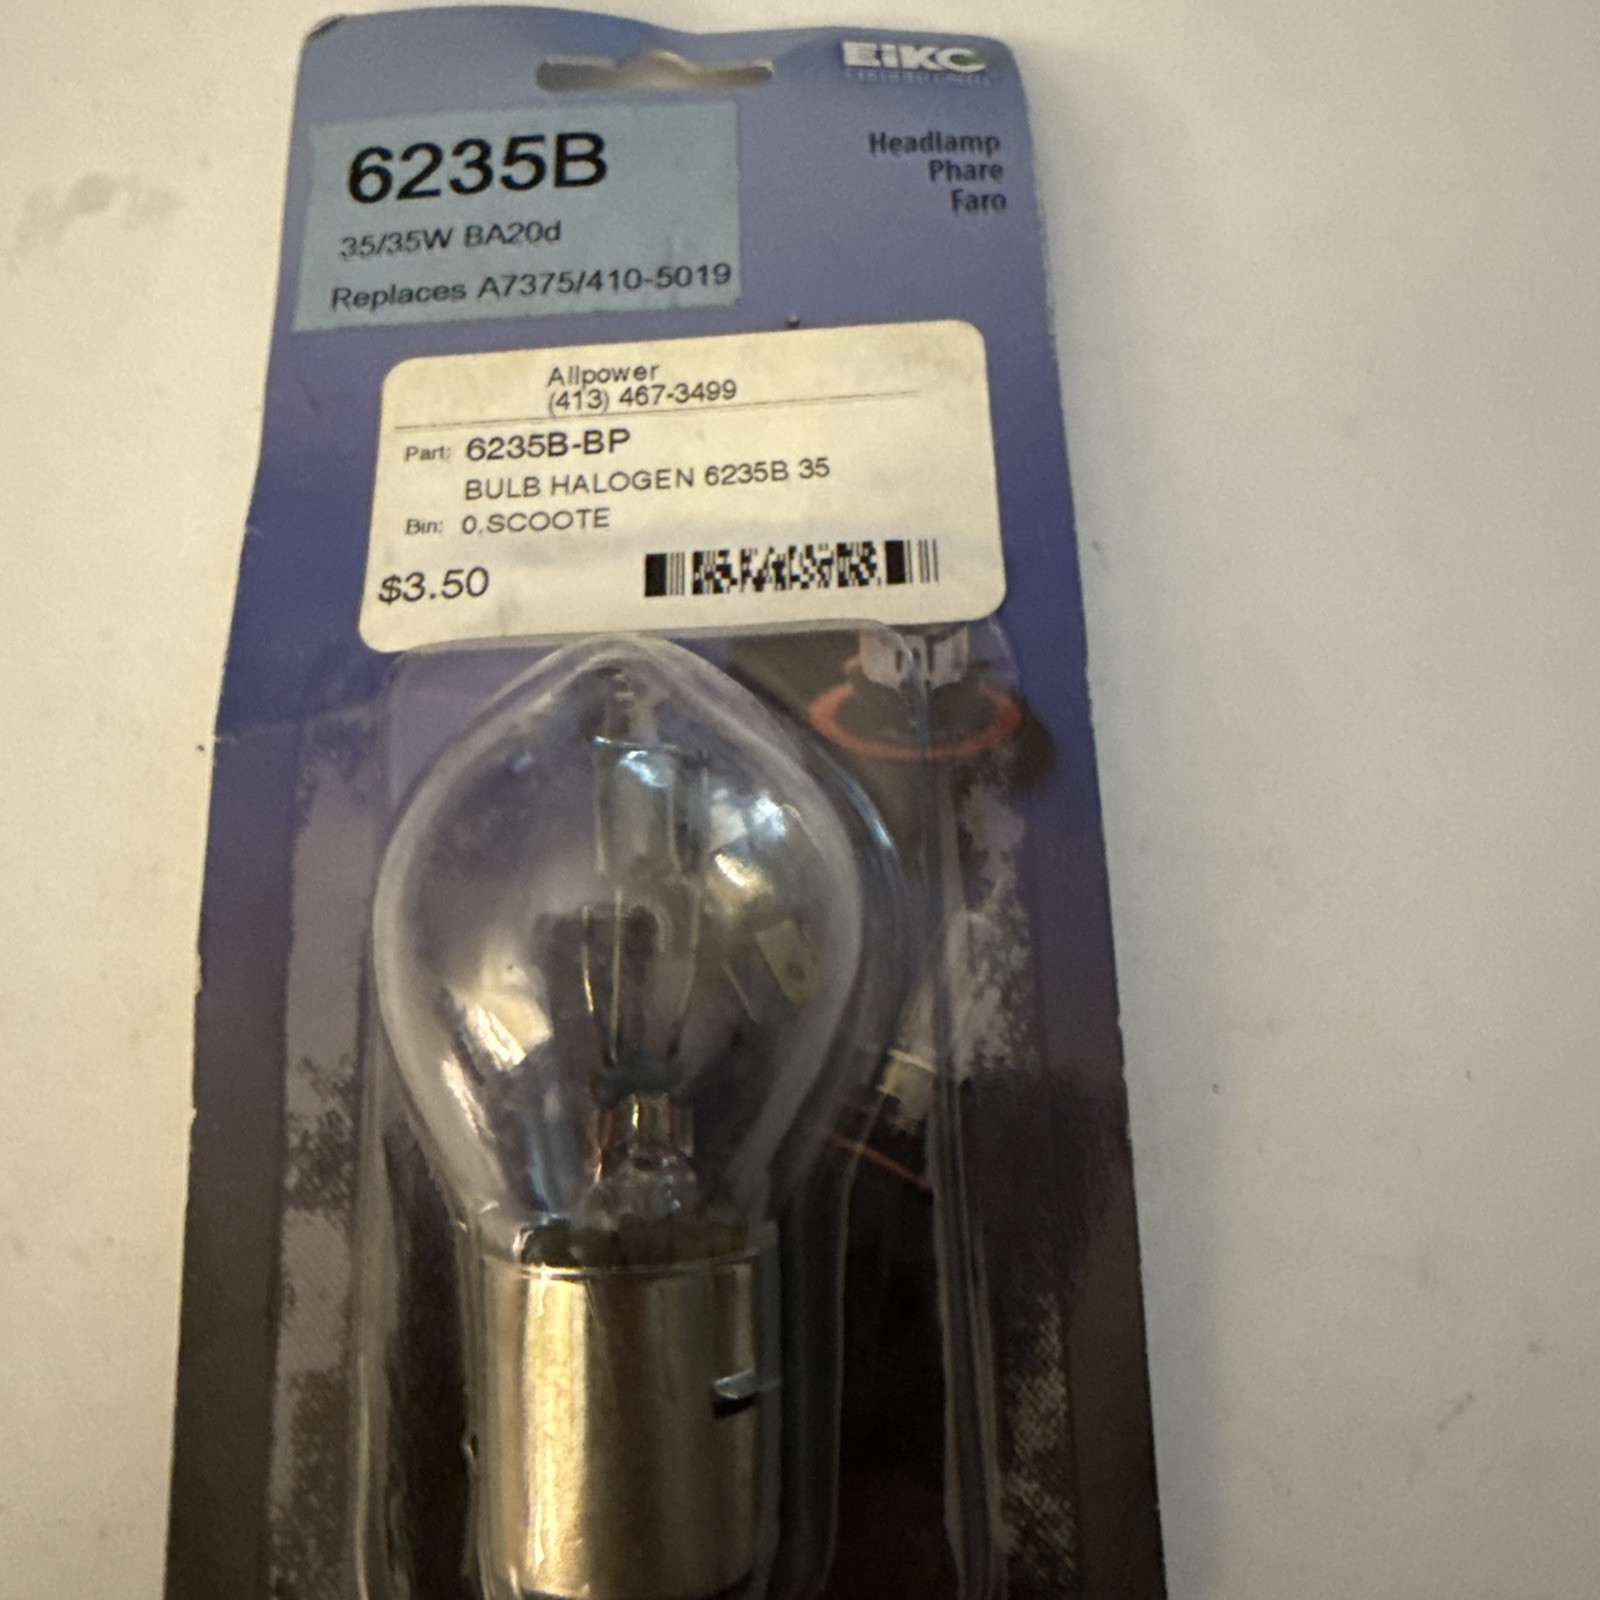 EiKO
6235B
35/35W BA20d
Replaces A7375/410-5019
Headlamp
Phare
Faro
Allpower
(413) 467-3499
Part: 6235B-BP
BULB HALOGEN 6235B 35
Bin: 0.SCOOTE
$3.50